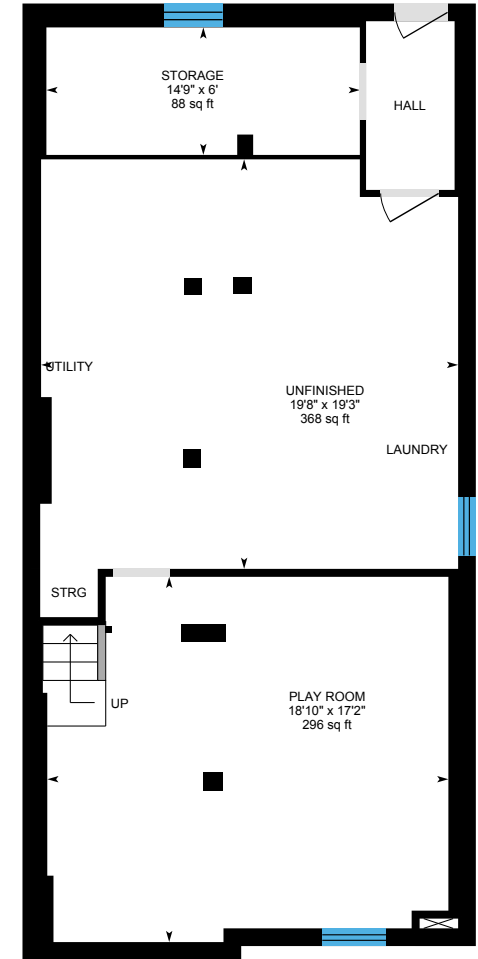 STORAGE
14'9" x 6'
88 sq ft
HALL
UTILITY
UNFINISHED
19'8" x 19'3"
368 sq ft
LAUNDRY
STRG
UP
PLAY ROOM
18'10" x 17'2"
296 sq ft